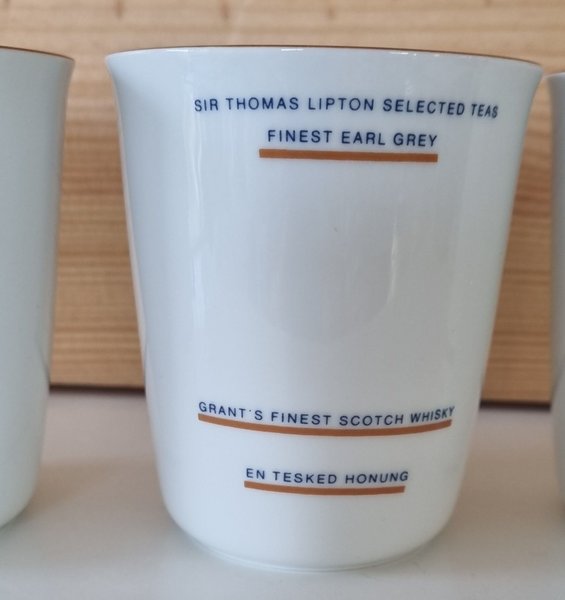 SIR THOMAS LIPTON SELECTED TEAS
FINEST EARL GREY
GRANT'S FINEST SCOTCH WHISKY
EN TESKED HONUNG